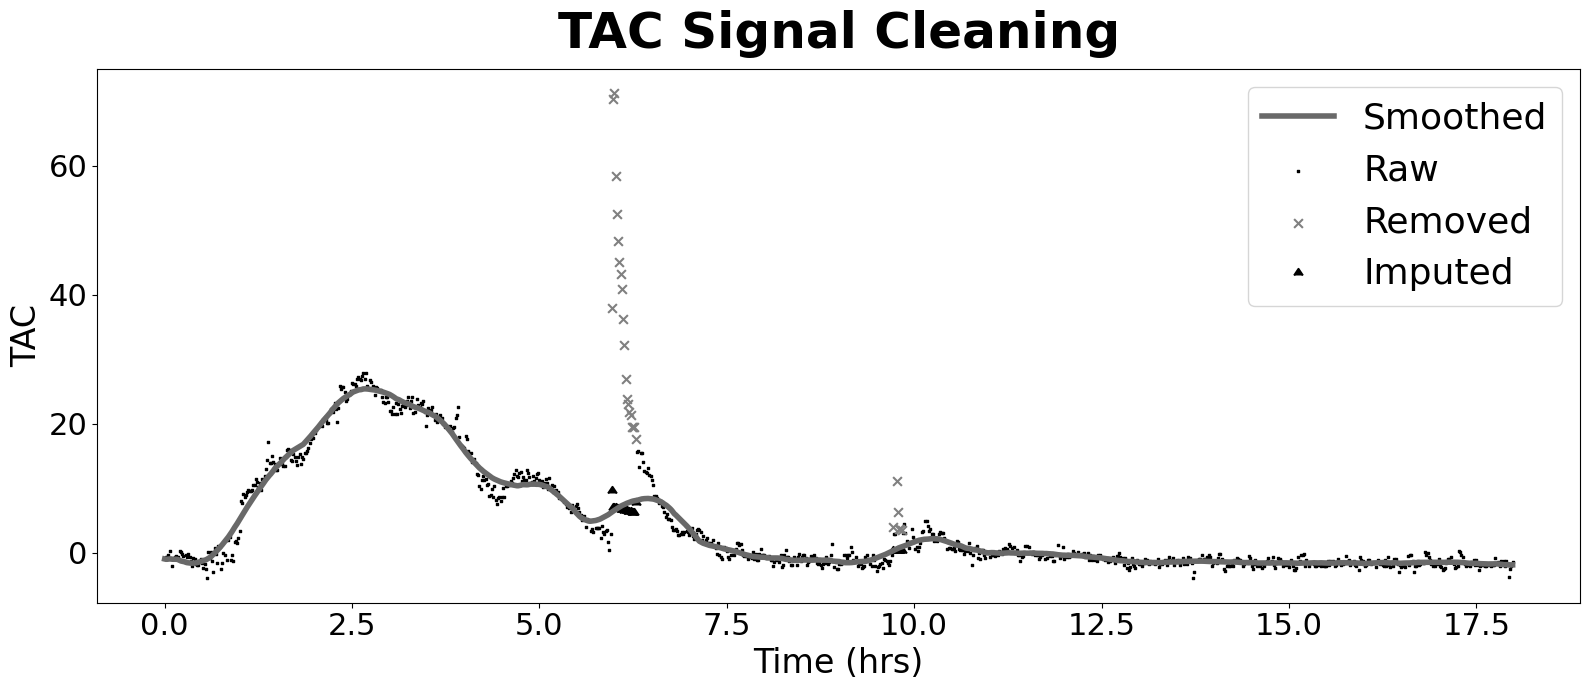 TAC Signal Cleaning
Smoothed
Raw
Removed
Imputed
TAC
60
40
20
0
0.0 2.5 5.0 7.5 10.0 12.5 15.0 17.5
Time (hrs)